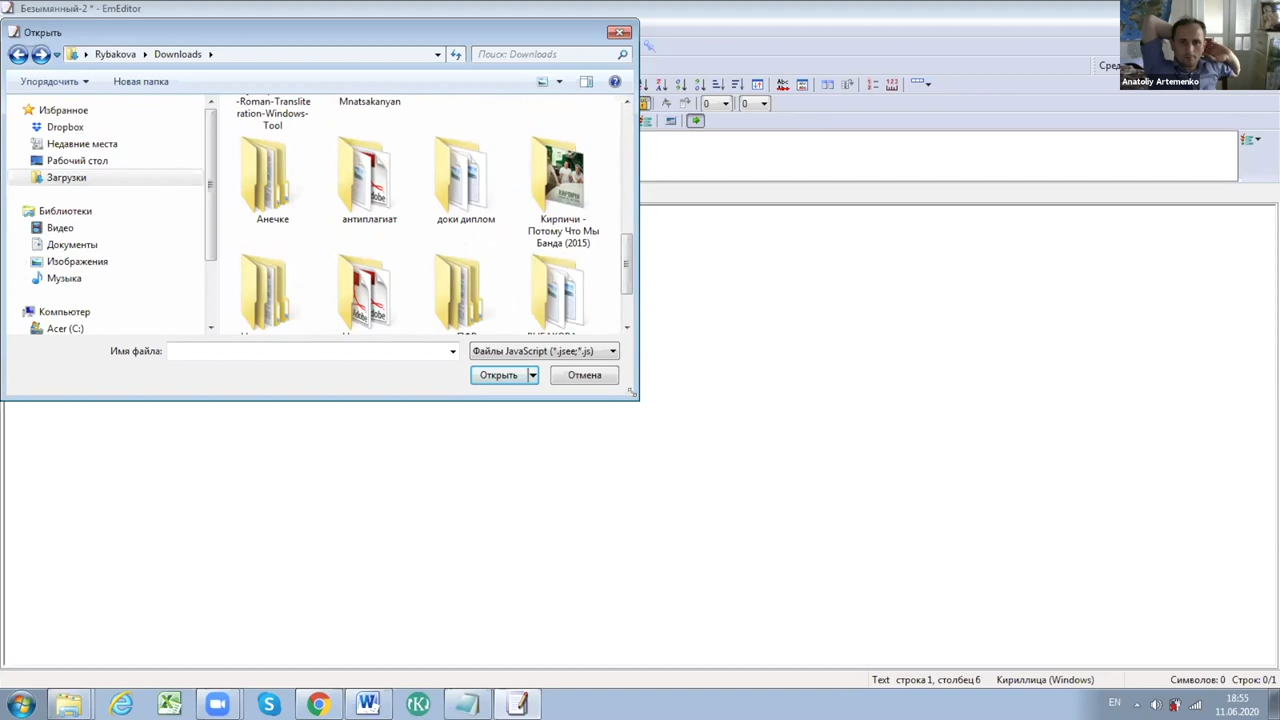 Безымянный-2 * - EmEditor
Открыть
Rybakova
Downloads
Поиск: Downloads
Упорядочить
Новая папка
Anatoliy Artemenko
Избранное
Dropbox
Недавние места
Рабочий стол
Загрузки
Библиотеки
Видео
Документы
Изображения
Музыка
Компьютер
Acer (C:)
-Roman-Translite
ration-Windows-
Tool
Mnatsakanyan
Анечке
антиплагиат
доки диплом
Кирпичи -
Потому Что Мы
Банда (2015)
Имя файла:
Файлы JavaScript (*.jsee;*.js)
Открыть
Отмена
Text
строка 1, столбец 6
Кириллица (Windows)
Символов: 0
Строк: 0/1
EN
18:55
11.06.2020